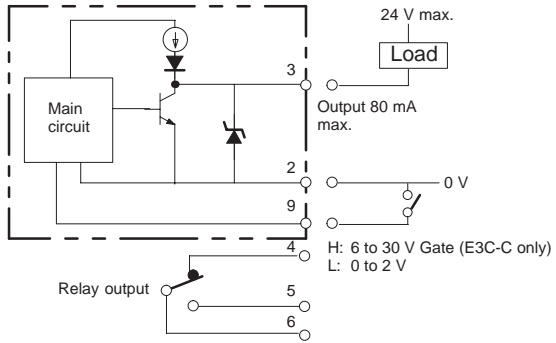 24 V max.
Load
3
Output 80 mA
max.
Main
circuit
2
0 V
9
4
H: 6 to 30 V Gate (E3C-C only)
L: 0 to 2 V
Relay output
5
6